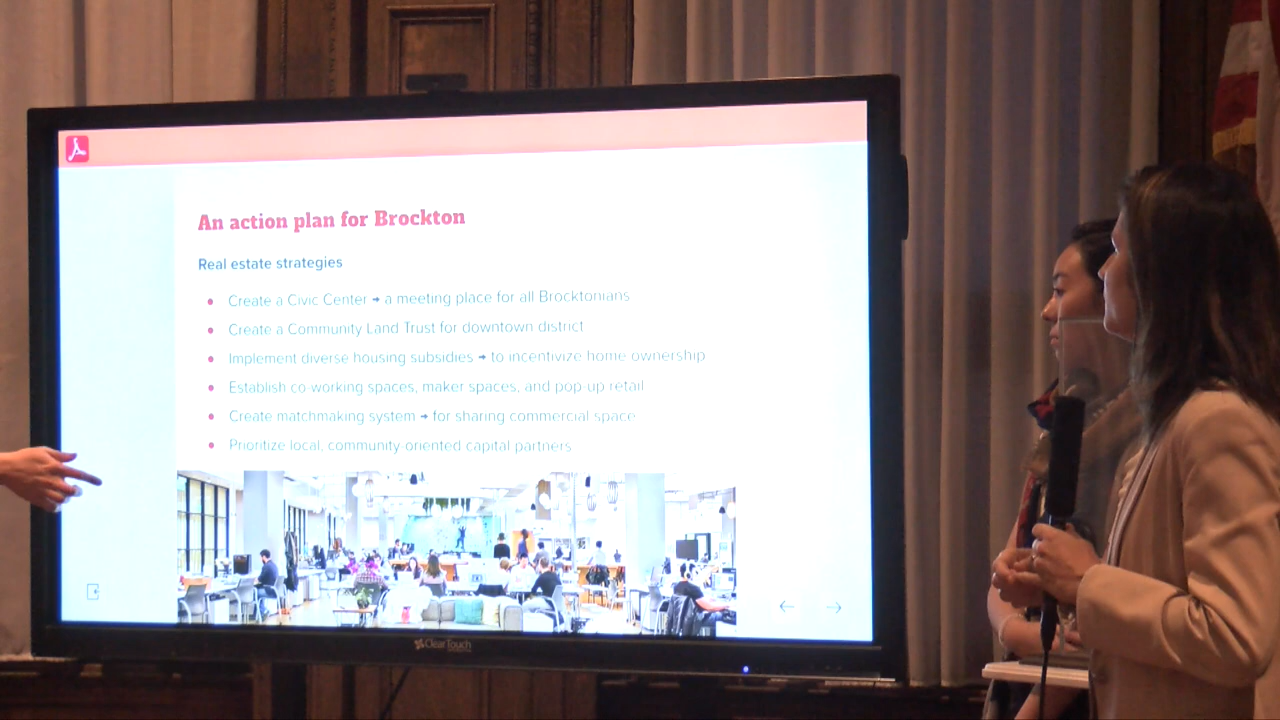 An action plan for Brockton
Real estate strategies
Create a Civic Center → a meeting place for all Brocktonians
Create a Community Land Trust for downtown district
Implement diverse housing subsidies → to incentivize home ownership
Establish co-working spaces, maker spaces, and pop up retail
Create matchmaking system → for sharing commercial space
Prioritize local, community-oriented capital partners
ClearTouch